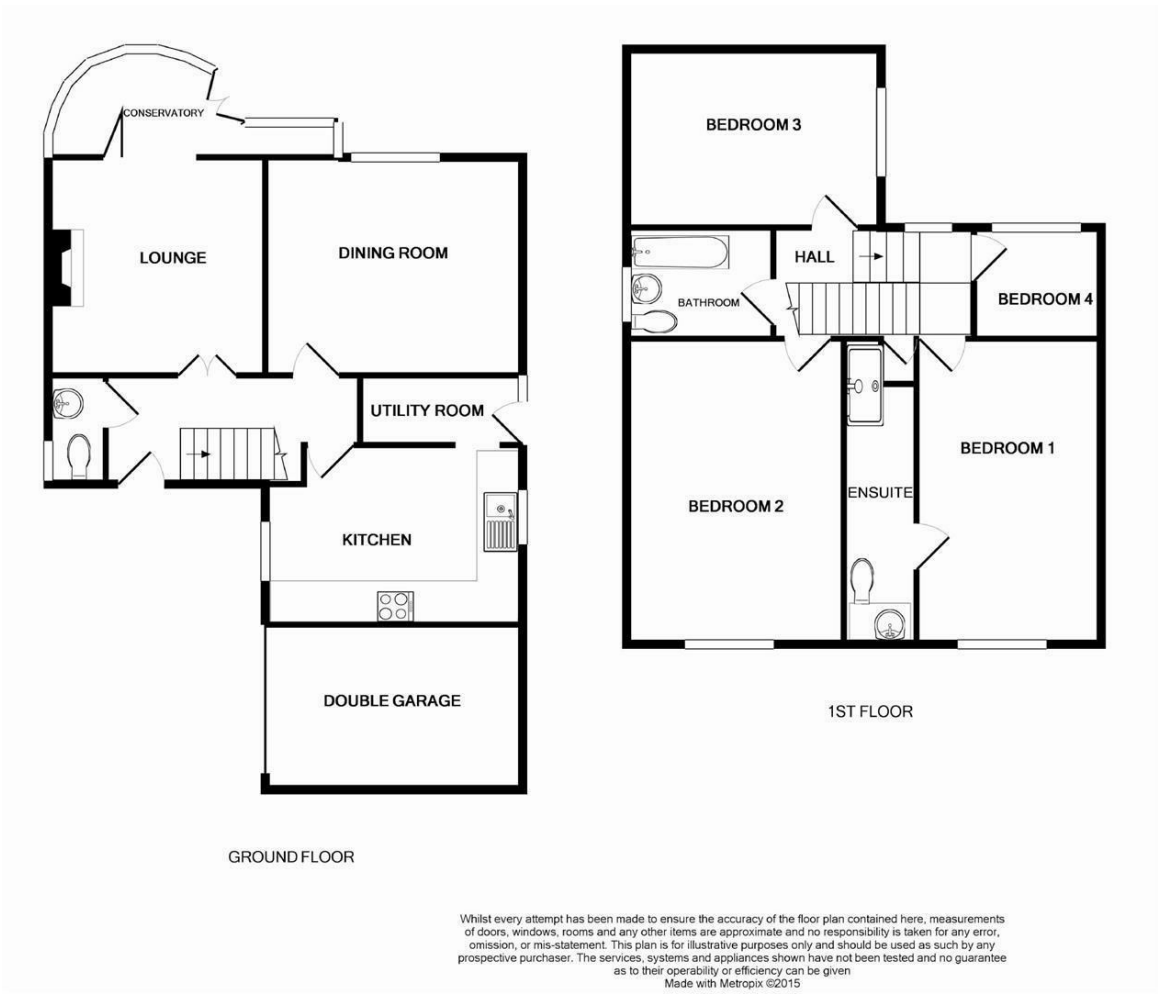 CONSERVATORY
LOUNGE
DINING ROOM
UTILITY ROOM
KITCHEN
DOUBLE GARAGE
GROUND FLOOR
BEDROOM 3
HALL
BATHROOM
BEDROOM 4
BEDROOM 2
ENSUITE
BEDROOM 1
1ST FLOOR
Whilst every attempt has been made to ensure the accuracy of the floor plan contained here, measurements
of doors, windows, rooms and any other items are approximate and no responsibility is taken for any error,
omission, or mis-statement. This plan is for illustrative purposes only and should be used as such by any
prospective purchaser. The services, systems and appliances shown have not been tested and no guarantee
as to their operability or efficiency can be given
Made with Metropix ©2015